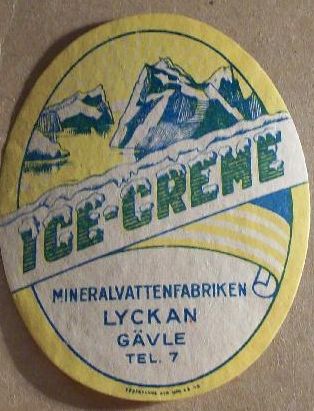 ICE-CREME
MINERALVATTENFABRIKEN
LYCKAN
GÄVLE
TEL. 7